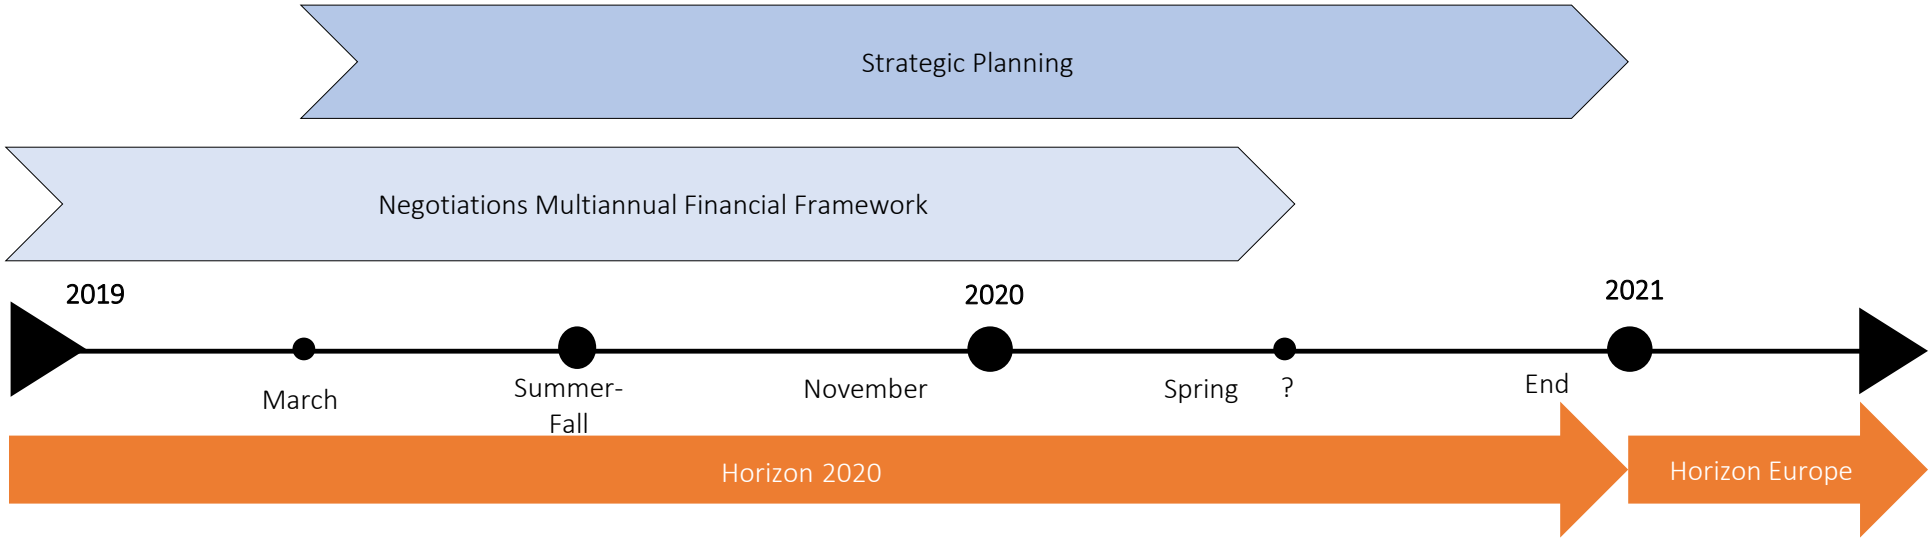 Strategic Planning
Negotiations Multiannual Financial Framework
2019
2020
2021
March
Summer-
Fall
November
Spring
?
End
Horizon 2020
Horizon Europe